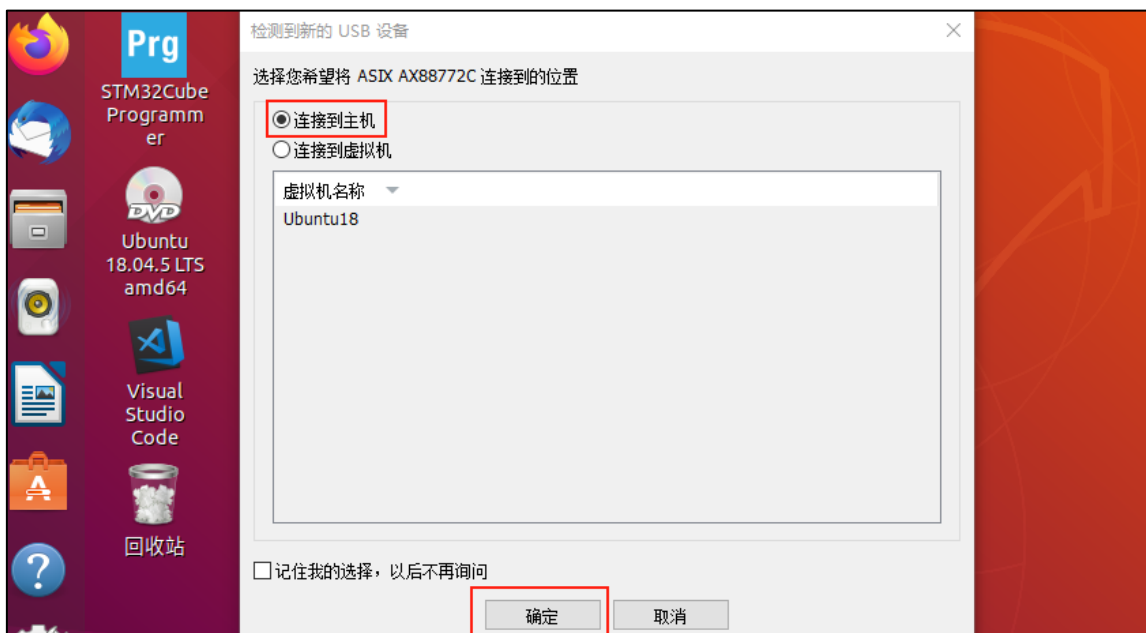 Prg
STM32Cube
Programm
er
DVD
Ubuntu
18.04.5 LTS
amd64
Visual
Studio
Code
回收站
检测到新的 USB 设备
选择您希望将 ASIX AX88772C 连接到的位置
连接到主机
连接到虚拟机
虚拟机名称
Ubuntu18
记住我的选择，以后不再询问
确定
取消